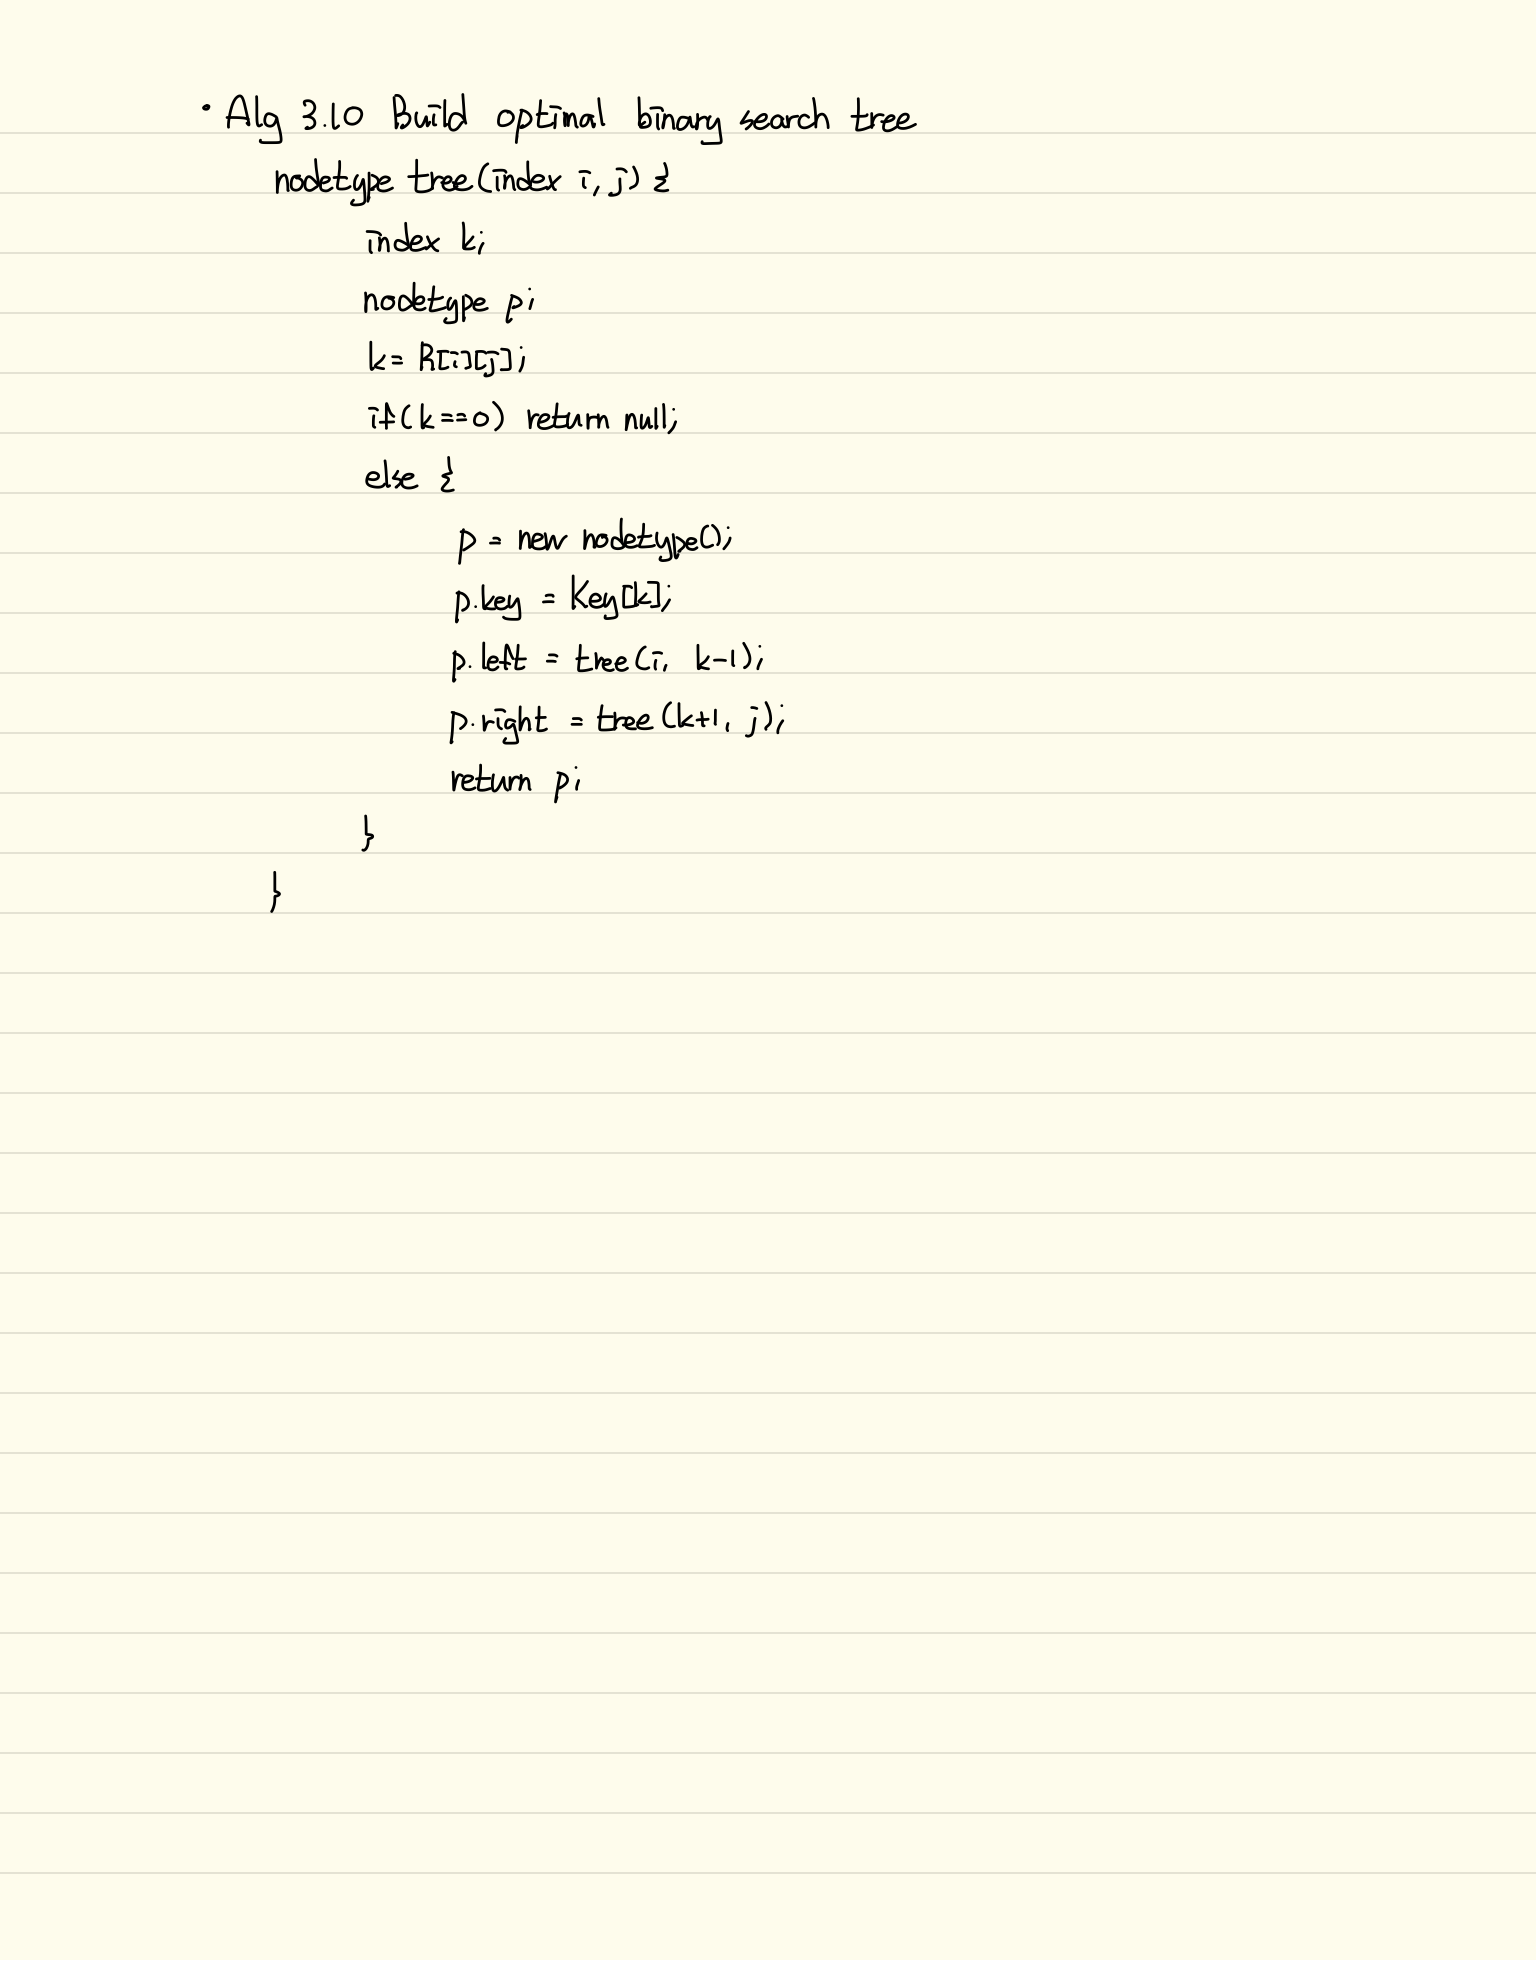 • Alg 3.10 Build optimal binary search tree
nodetype tree(index i, j) {
index k;
nodetype p;
k = R[i][j];
if(k==0) return null;
else {
p = new nodetype();
p.key = Key[k];
p.left = tree(i, k-1);
p.right = tree(k+1, j);
return p;
}
}